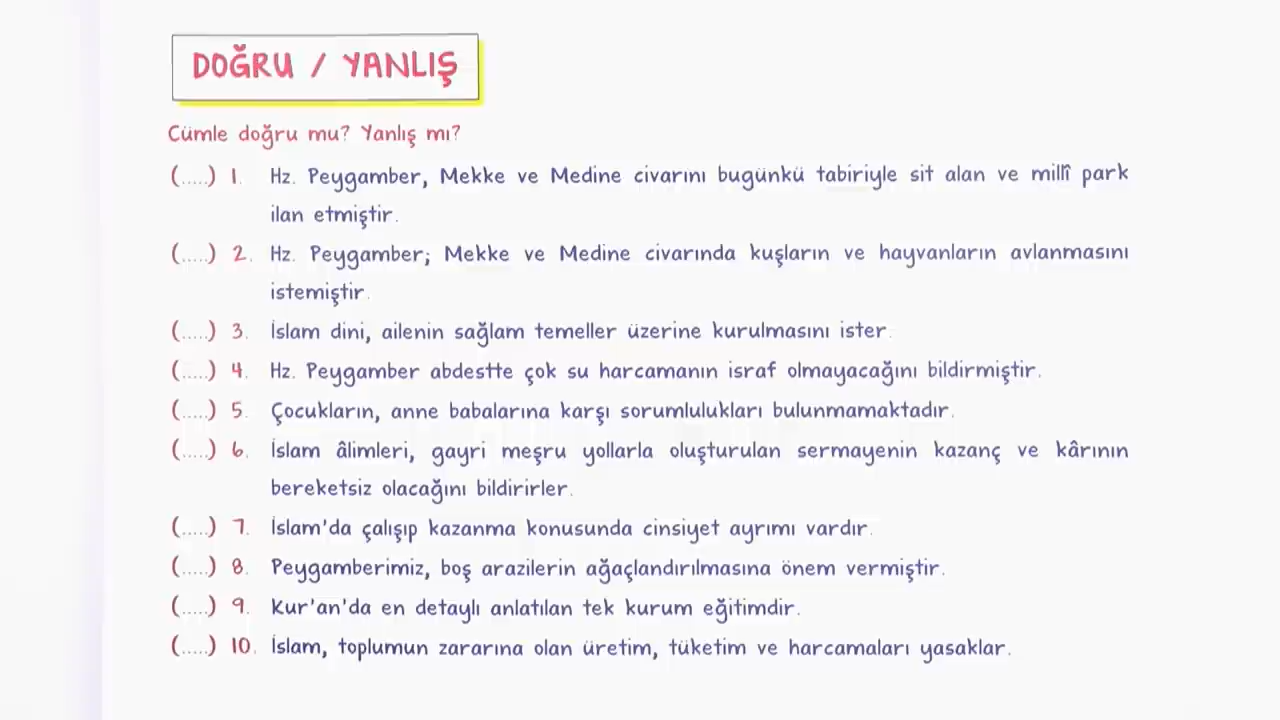 DOĞRU / YANLIŞ
Cümle doğru mu? Yanlış mı?
(.....) 1. Hz. Peygamber, Mekke ve Medine civarını bugünkü tabiriyle sit alan ve millî park
ilan etmiştir.
(.....) 2. Hz. Peygamber; Mekke ve Medine civarında kuşların ve hayvanların avlanmasını
istemiştir.
(.....) 3. İslam dini, ailenin sağlam temeller üzerine kurulmasını ister.
(.....) 4. Hz. Peygamber abdestte çok su harcamanın israf olmayacağını bildirmiştir.
(.....) 5. Çocukların, anne babalarına karşı sorumlulukları bulunmamaktadır.
(.....) 6. İslam âlimleri, gayri meşru yollarla oluşturulan sermayenin kazanç ve kârının
bereketsiz olacağını bildirirler.
(.....) 7. İslam'da çalışıp kazanma konusunda cinsiyet ayrımı vardır.
(.....) 8. Peygamberimiz, boş arazilerin ağaçlandırılmasına önem vermiştir.
(.....) 9. Kur'an'da en detaylı anlatılan tek kurum eğitimdir.
(.....) 10. İslam, toplumun zararına olan üretim, tüketim ve harcamaları yasaklar.